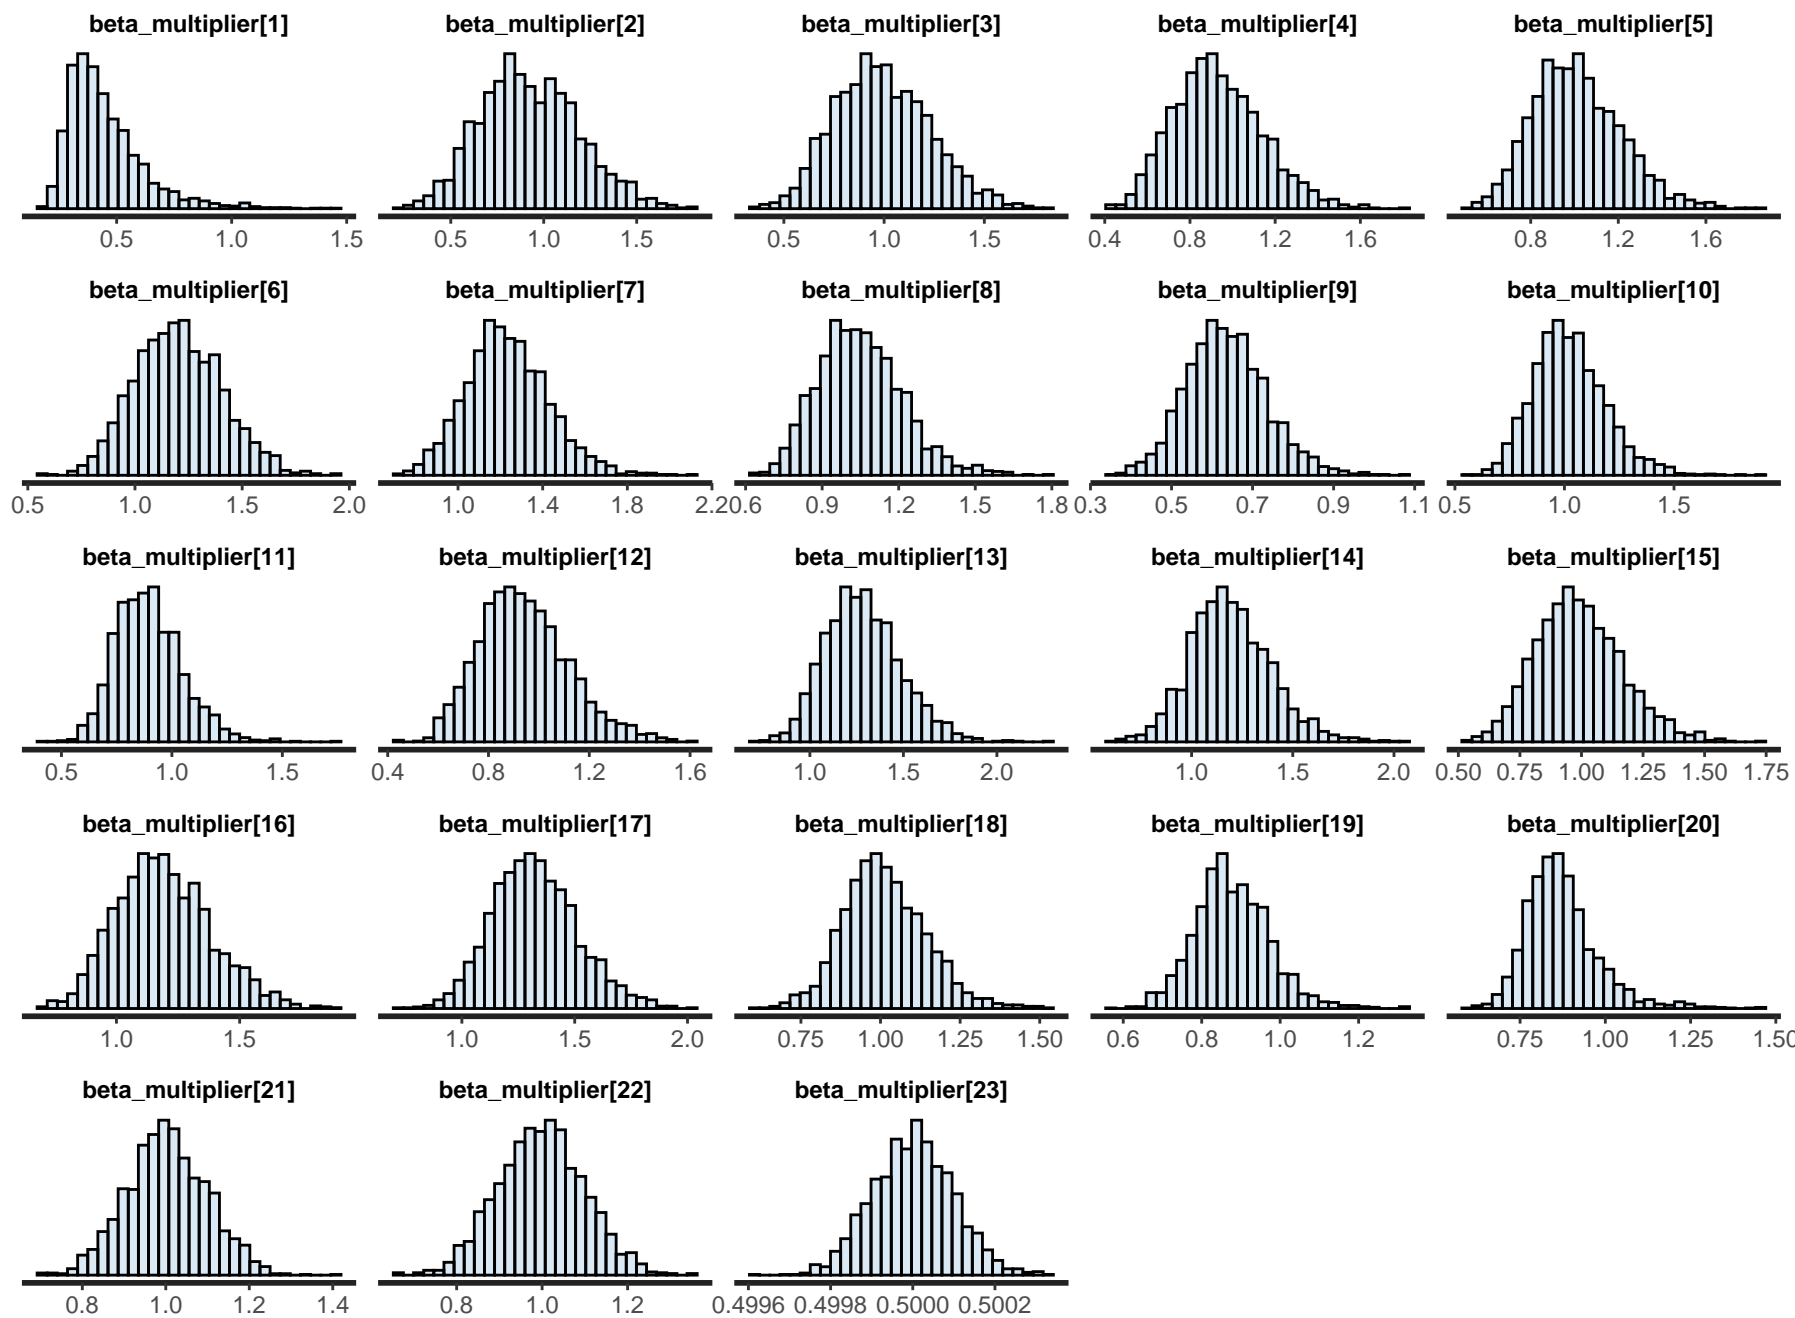 beta_multiplier[1] beta_multiplier[2] beta_multiplier[3] beta_multiplier[4] beta_multiplier[5]
0.5 1.0 1.5 0.5 1.0 1.5 0.5 1.0 1.5 0.4 0.8 1.2 1.6 0.8 1.2 1.6
beta_multiplier[6] beta_multiplier[7] beta_multiplier[8] beta_multiplier[9] beta_multiplier[10]
0.5 1.0 1.5 2.0 1.0 1.4 1.8 2.2 0.6 0.9 1.2 1.5 1.8 0.3 0.5 0.7 0.9 1.1 0.5 1.0 1.5
beta_multiplier[11] beta_multiplier[12] beta_multiplier[13] beta_multiplier[14] beta_multiplier[15]
0.5 1.0 1.5 0.4 0.8 1.2 1.6 1.0 1.5 2.0 1.0 1.5 2.0 0.50 0.75 1.00 1.25 1.50 1.75
beta_multiplier[16] beta_multiplier[17] beta_multiplier[18] beta_multiplier[19] beta_multiplier[20]
1.0 1.5 1.0 1.5 2.0 0.75 1.00 1.25 1.50 0.6 0.8 1.0 1.2 0.75 1.00 1.25 1.50
beta_multiplier[21] beta_multiplier[22] beta_multiplier[23]
0.8 1.0 1.2 1.4 0.8 1.0 1.2 0.4996 0.4998 0.5000 0.5002